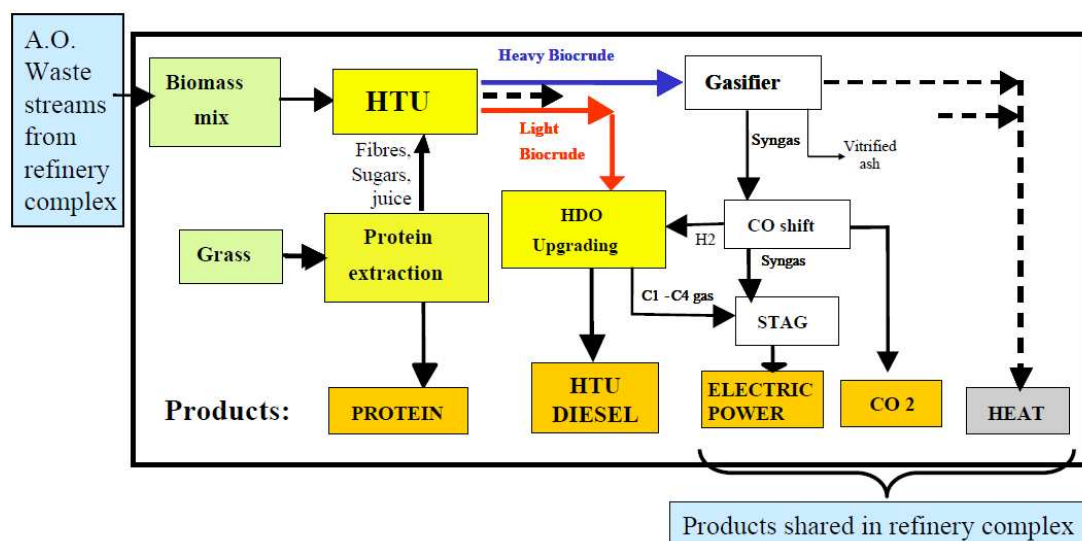 A.O.
Waste
streams
from
refinery
complex
Biomass
mix
HTU
Heavy Biocrude
Light
Biocrude
Gasifier
Syngas
Vitrified
ash
Fibres,
Sugars,
juice
Grass
Protein
extraction
HDO
Upgrading
H2
CO shift
Syngas
C1 -C4 gas
STAG
Products:
PROTEIN
HTU
DIESEL
ELECTRIC
POWER
CO 2
HEAT
Products shared in refinery complex